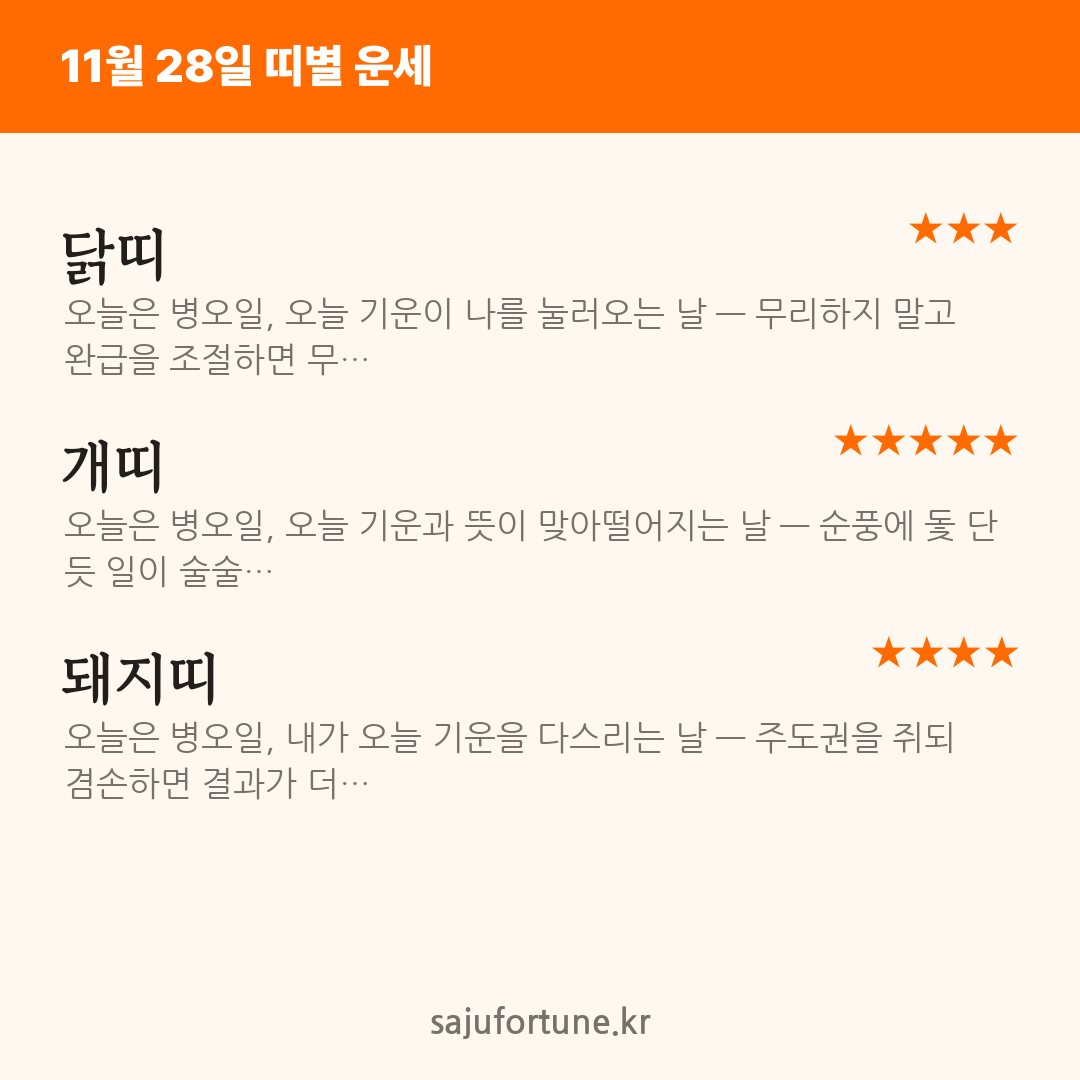 11월 28일 띠별 운세
닭띠
★★★
오늘은 병오일, 오늘 기운이 나를 눌러오는 날 — 무리하지 말고
완급을 조절하면 무…
개띠
★★★★★
오늘은 병오일, 오늘 기운과 뜻이 맞아떨어지는 날 — 순풍에 돛 단
듯 일이 술술…
돼지띠
★★★★
오늘은 병오일, 내가 오늘 기운을 다스리는 날 — 주도권을 쥐되
겸손하면 결과가 더…
sajufortune.kr